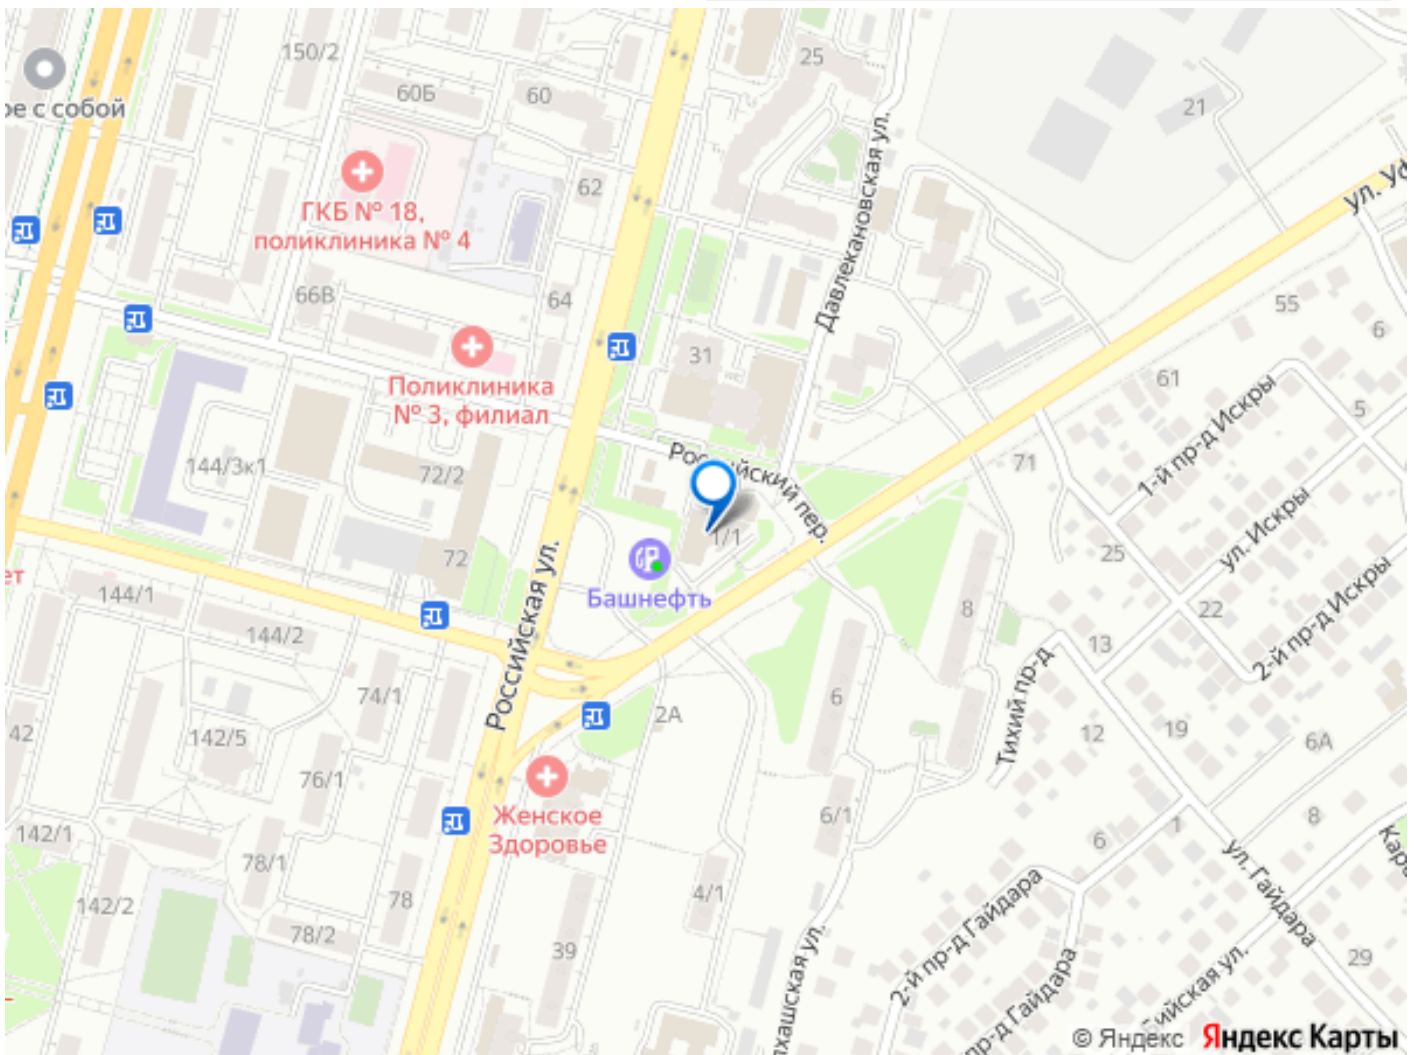 150/2
25
60Б
60
21
ое с собой
ГКБ № 18,
поликлиника № 4
62
Давлекановская ул.
66В
64
55
6
31
Поликлиника
№ 3, филиал
61
1-й пр-д Искры
5
144/3к1
72/2
Российский пер.
71
ул. Искры
1/1
72
25
Башнефть
144/1
144/2
Российская ул.
8
22
2-й пр-д Искры
13
74/1
6
Тихий пр-д
42
142/5
2А
12
19
6А
76/1
Женское
Здоровье
6/1
8
142/1
78/1
6
1
ул. Гайдара
142/2
78
4/1
2-й пр-д Гайдара
78/2
39
29
пр-д Гайдара
© Яндекс
Яндекс Карты